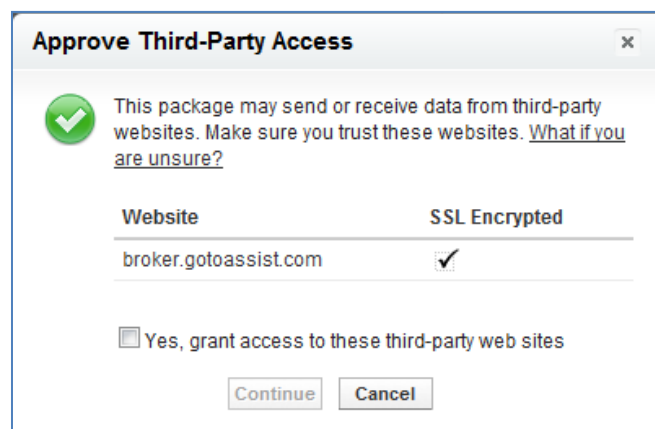 Approve Third-Party Access
This package may send or receive data from third-party
websites. Make sure you trust these websites. What if you
are unsure?
Website SSL Encrypted
broker.gotoassist.com
Yes, grant access to these third-party web sites
Continue Cancel